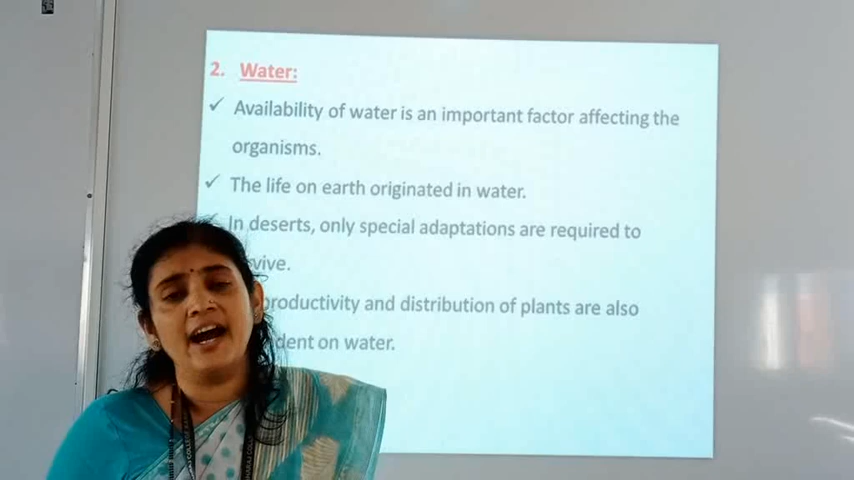 2. Water:
✓ Availability of water is an important factor affecting the
organisms.
✓ The life on earth originated in water.
In deserts, only special adaptations are required to
vive.
productivity and distribution of plants are also
dent on water.